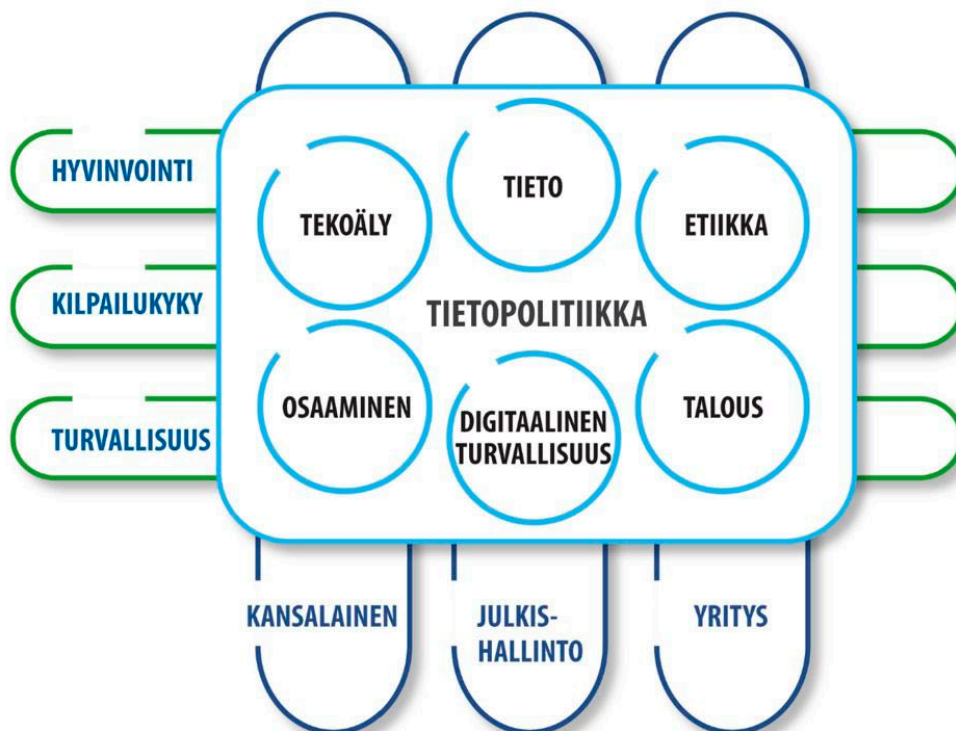 HYVINVOINTI
KILPAILUKYKY
TURVALLISUUS
TEKOÄLY
TIETO
ETIIKKA
TIETOPOLITIIKKA
OSAAMINEN
DIGITAALINEN
TURVALLISUUS
TALOUS
KANSALAINEN
JULKIS-
HALLINTO
YRITYS